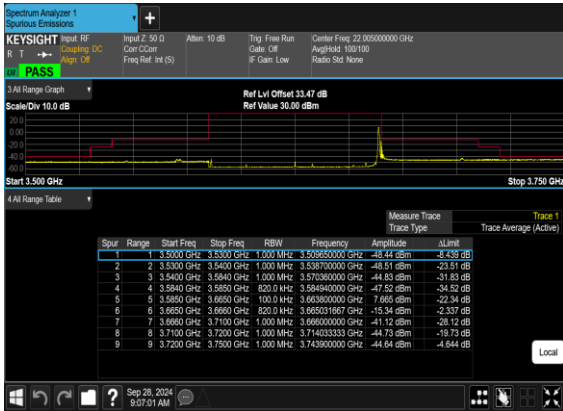 Spectrum Analyzer 1
Spurious Emissions
+
KEYSIGHT Input: RF Input Z: 50 Ω Atten: 10 dB Trig: Free Run Center Freq: 22.005000000 GHz
R T Coupling: DC Corr CCorr Gate: Off Avg|Hold: 100/100
Align: Off Freq Ref: Int (S) IF Gain: Low Radio Std: None
PASS
3 All Range Graph
Ref Lvl Offset 33.47 dB
Scale/Div 10.0 dB Ref Value 30.00 dBm
20.0
0.00
-20.0
-40.0
-60.0
Start 3.500 GHz Stop 3.750 GHz
4 All Range Table
Measure Trace Trace 1
Trace Type Trace Average (Active)
Spur Range Start Freq Stop Freq RBW Frequency Amplitude ΔLimit
1 1 3.5000 GHz 3.5300 GHz 1.000 MHz 3.509650000 GHz -48.44 dBm -8.439 dB
2 2 3.5300 GHz 3.5400 GHz 1.000 MHz 3.538700000 GHz -48.51 dBm -23.51 dB
3 3 3.5400 GHz 3.5840 GHz 1.000 MHz 3.570360000 GHz -44.83 dBm -31.83 dB
4 4 3.5840 GHz 3.5850 GHz 820.0 kHz 3.584940000 GHz -47.52 dBm -34.52 dB
5 5 3.5850 GHz 3.6650 GHz 100.0 kHz 3.663800000 GHz 7.665 dBm -22.34 dB
6 6 3.6650 GHz 3.6660 GHz 820.0 kHz 3.665031667 GHz -15.34 dBm -2.337 dB
7 7 3.6660 GHz 3.7100 GHz 1.000 MHz 3.666000000 GHz -41.12 dBm -28.12 dB
8 8 3.7100 GHz 3.7200 GHz 1.000 MHz 3.714033333 GHz -44.73 dBm -19.73 dB
9 9 3.7200 GHz 3.7500 GHz 1.000 MHz 3.743900000 GHz -44.64 dBm -4.644 dB
Local
? Sep 28, 2024
9:07:01 AM